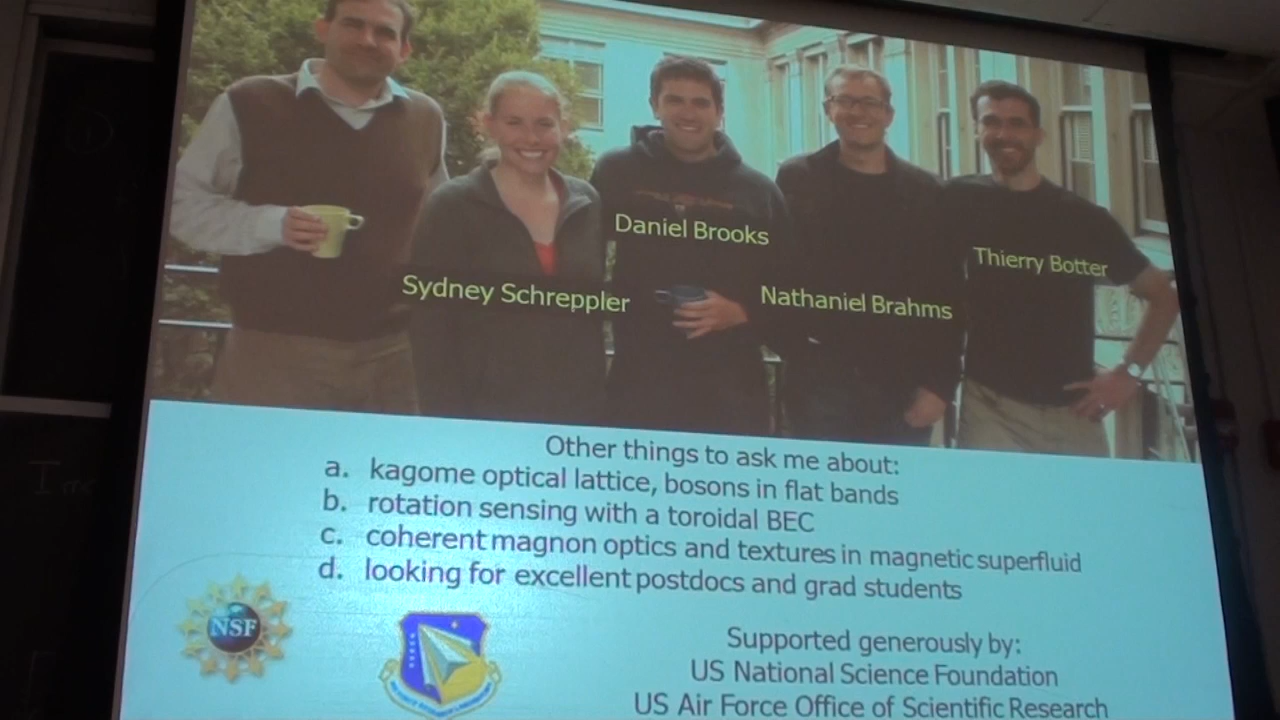 Daniel Brooks
Thierry Botter
Sydney Schreppler
Nathaniel Brahms
Other things to ask me about:
a. kagome optical lattice, bosons in flat bands
b. rotation sensing with a toroidal BEC
c. coherent magnon optics and textures in magnetic superfluid
d. looking for excellent postdocs and grad students
NSF
Supported generously by:
US National Science Foundation
US Air Force Office of Scientific Research